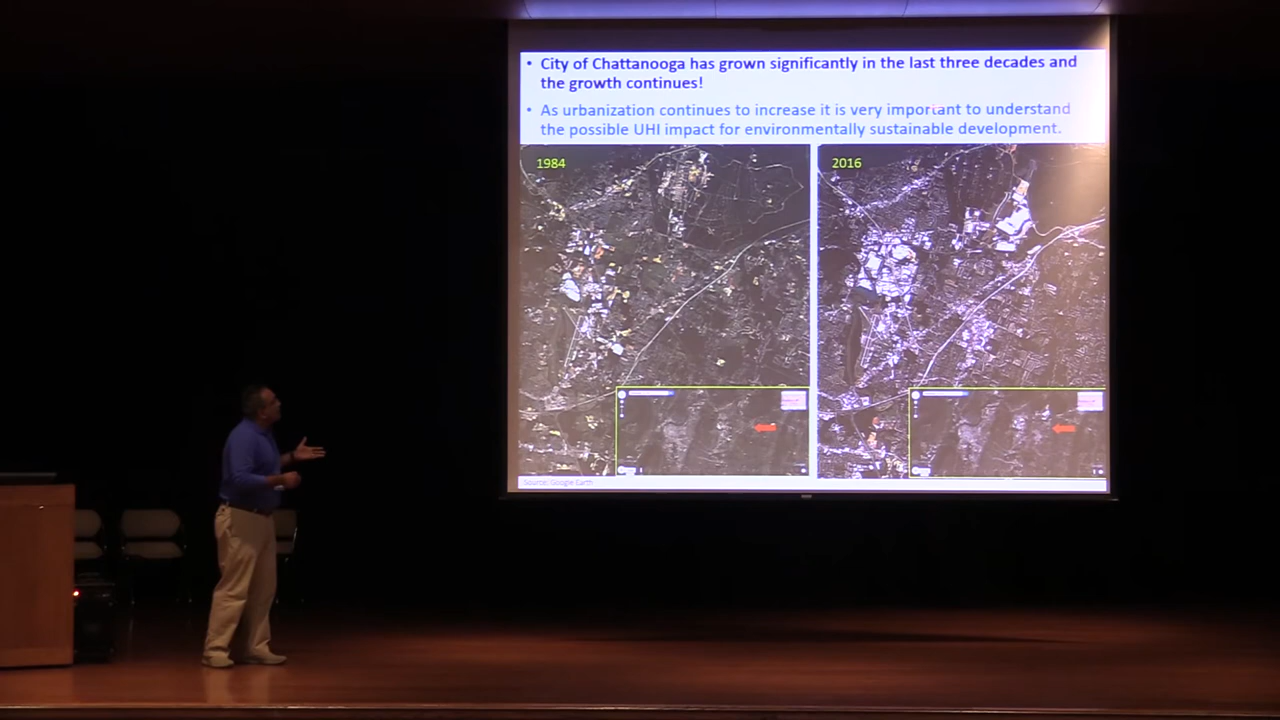 • City of Chattanooga has grown significantly in the last three decades and
the growth continues!
• As urbanization continues to increase it is very important to understand
the possible UHI impact for environmentally sustainable development.
1984
2016
Source: Google Earth